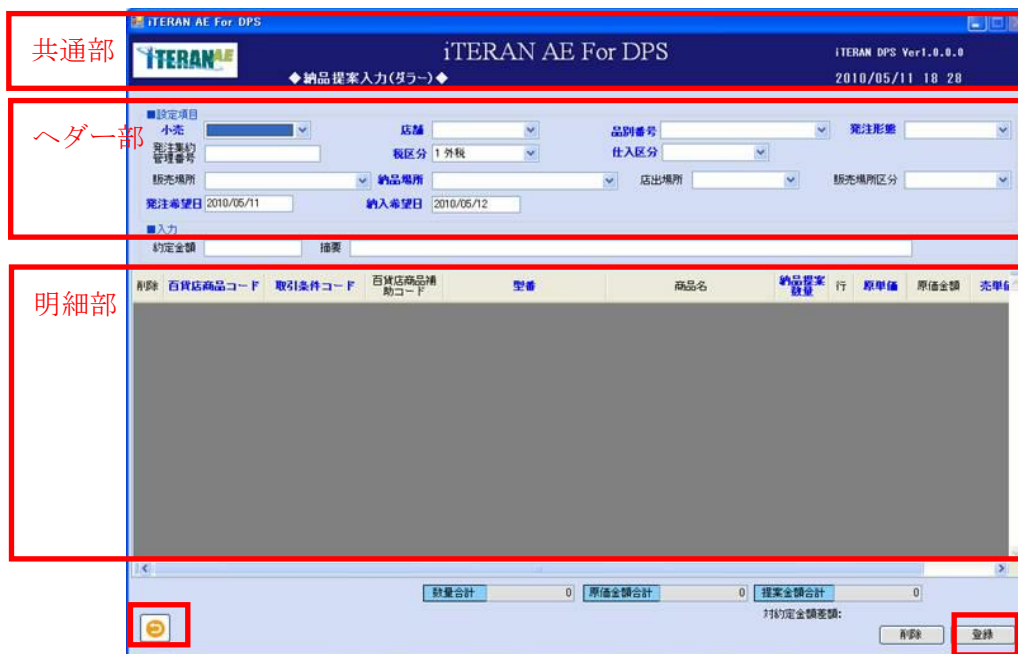 iTERAN AE For DPS
共通部
iTERANAE
iTERAN AE For DPS
iTERAN DPS Ver1.0.0.0
◆納品提案入力(ダラー)◆
2010/05/11 18 28
ヘダー部
■設定項目
小売 店舗 品別番号 発注形態
発注集約管理番号 税区分 1 外税 仕入区分
販売場所 納品場所 店出場所 販売場所区分
発注希望日 2010/05/11 納入希望日 2010/05/12
■入力
約定金額 摘要
明細部
削除 百貨店商品コード 取引条件コード 百貨店商品補助コード 型番 商品名 納品提案数量 行 原単価 原価金額 売単価
数量合計 0 原価金額合計 0 提案金額合計 0
対約定金額差額:
削除 登録